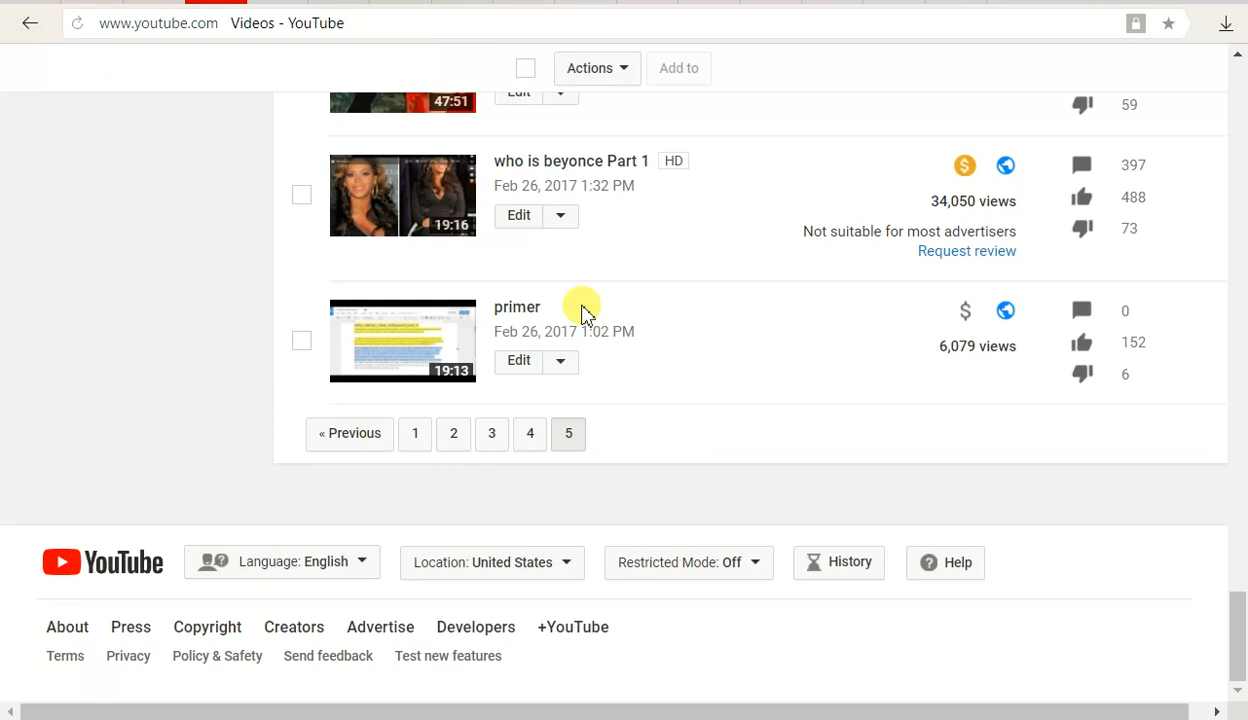 www.youtube.com Videos - YouTube
Actions Add to
47:51 Edit 59
who is beyonce Part 1 HD 397
Feb 26, 2017 1:32 PM
34,050 views 488
Edit
19:16 Not suitable for most advertisers 73
Request review
primer 0
Feb 26, 2017 1:02 PM
6,079 views 152
Edit
19:13 6
« Previous 1 2 3 4 5
YouTube Language: English Location: United States Restricted Mode: Off History Help
About Press Copyright Creators Advertise Developers +YouTube
Terms Privacy Policy & Safety Send feedback Test new features